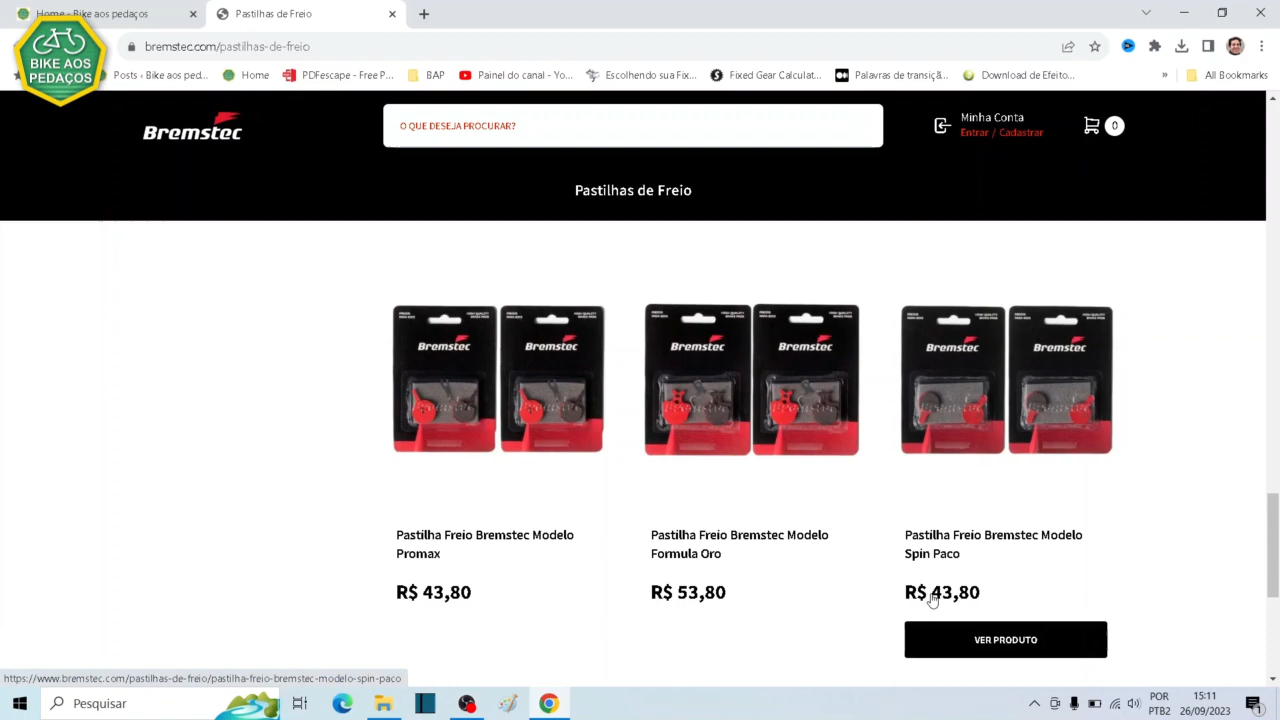 Home - Bike aos pedaços
Pastilhas de Freio
BIKE AOS
PEDAÇOS
bremstec.com/pastilhas-de-freio
Posts ‹ Bike aos ped...
Home
PDFescape - Free P...
BAP
Painel do canal - Yo...
Escolhendo sua Fix...
Fixed Gear Calculat...
Palavras de transiçã...
Download de Efeito...
»
All Bookmarks
Bremstec
O QUE DESEJA PROCURAR?
Minha Conta
Entrar / Cadastrar
0
Pastilhas de Freio
Bremstec
Bremstec
Bremstec
Bremstec
Bremstec
Bremstec
Pastilha Freio Bremstec Modelo
Promax
R$ 43,80
Pastilha Freio Bremstec Modelo
Formula Oro
R$ 53,80
Pastilha Freio Bremstec Modelo
Spin Paco
R$ 43,80
VER PRODUTO
https://www.bremstec.com/pastilhas-de-freio/pastilha-freio-bremstec-modelo-spin-paco
Pesquisar
POR
PTB2
15:11
26/09/2023
1